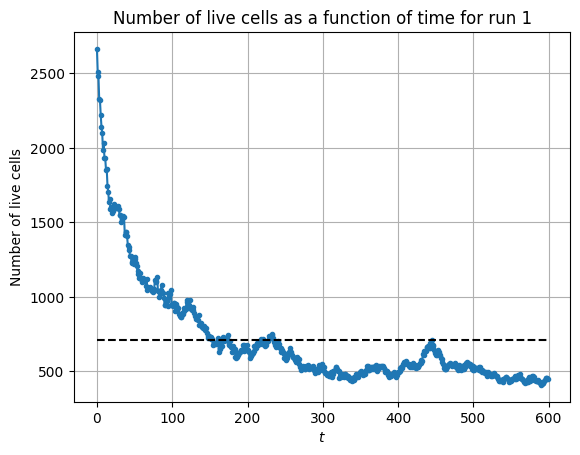 Number of live cells as a function of time for run 1
Number of live cells
2500
2000
1500
1000
500
0 100 200 300 400 500 600
t